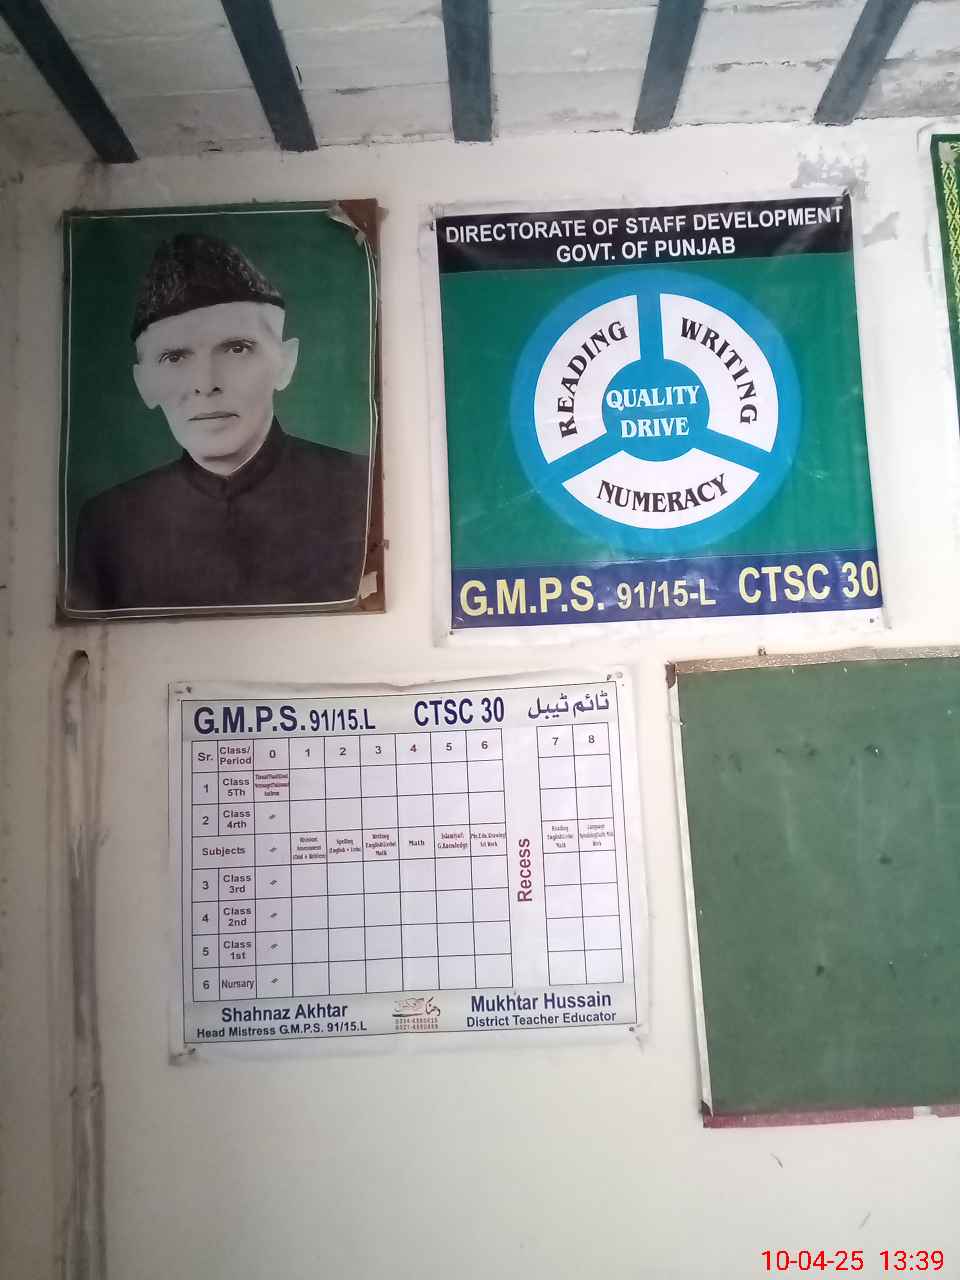 DIRECTORATE OF STAFF DEVELOPMENT
GOVT. OF PUNJAB
READING
WRITING
QUALITY
DRIVE
NUMERACY
G.M.P.S. 91/15-L CTSC 30
G.M.P.S. 91/15.L CTSC 30 ٹائم ٹیبل
Sr. Class/ Period 0 1 2 3 4 5 6 7 8
1 Class 5Th
2 Class 4rth
Subjects Math
Recess
3 Class 3rd
4 Class 2nd
5 Class 1st
6 Nursary
Shahnaz Akhtar
Head Mistress G.M.P.S. 91/15.L
Mukhtar Hussain
District Teacher Educator
10-04-25 13:39